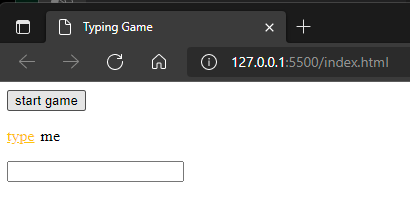 Typing Game
127.0.0.1:5500/index.html
start game
type me